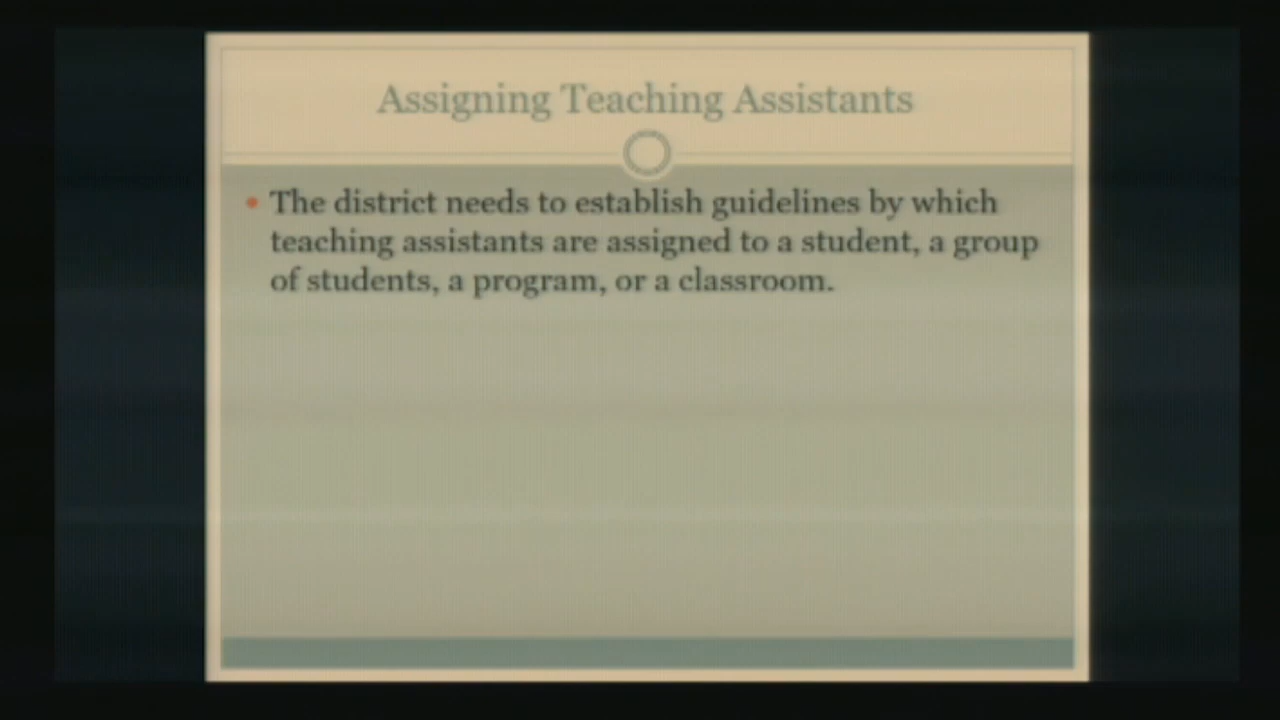 Assigning Teaching Assistants
• The district needs to establish guidelines by which
teaching assistants are assigned to a student, a group
of students, a program, or a classroom.